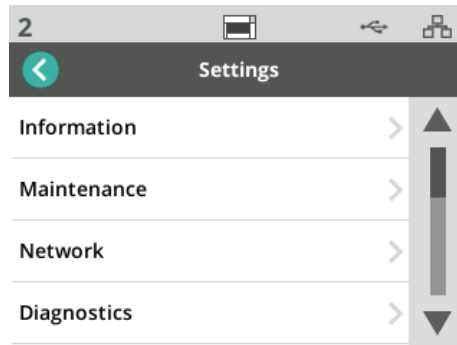 2
Settings
Information
Maintenance
Network
Diagnostics